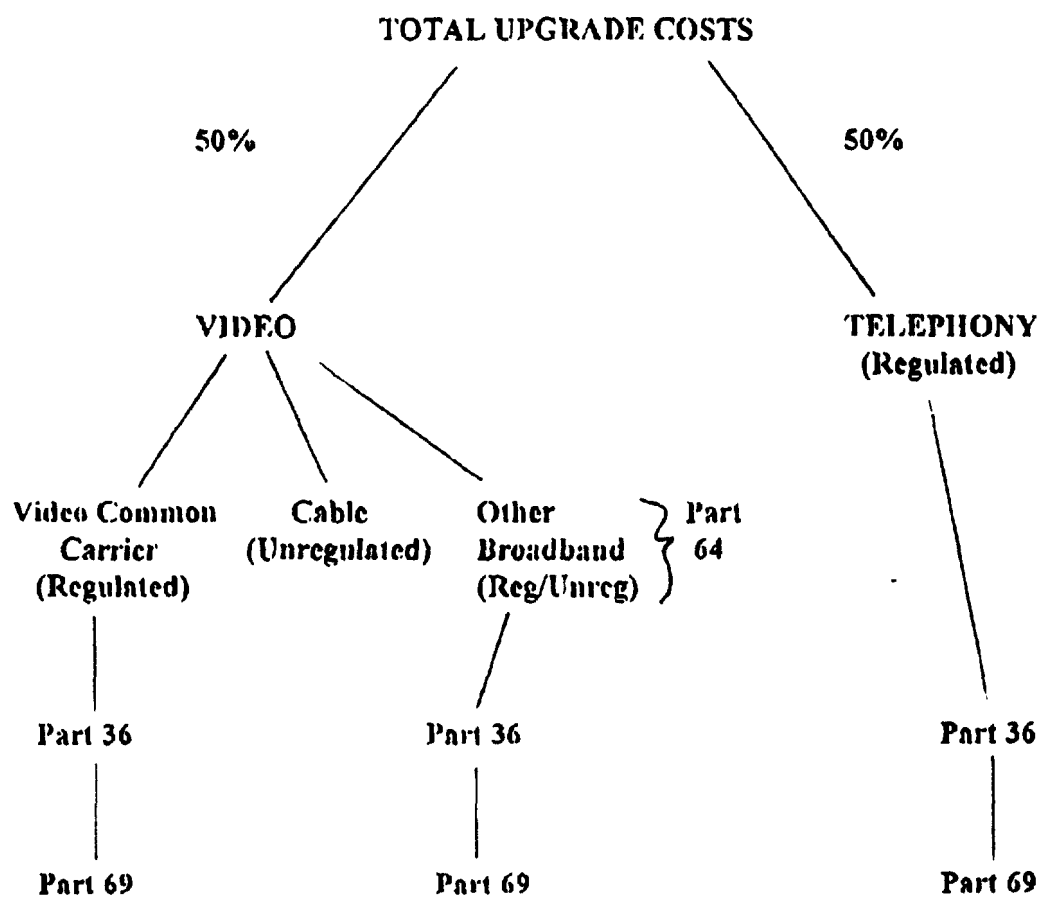 TOTAL UPGRADE COSTS
50%
50%
VIDEO
TELEPHONY
(Regulated)
Video Common
Carrier
(Regulated)
Cable
(Unregulated)
Other
Broadband
(Reg/Unreg)
Part
64
Part 36
Part 36
Part 36
Part 69
Part 69
Part 69